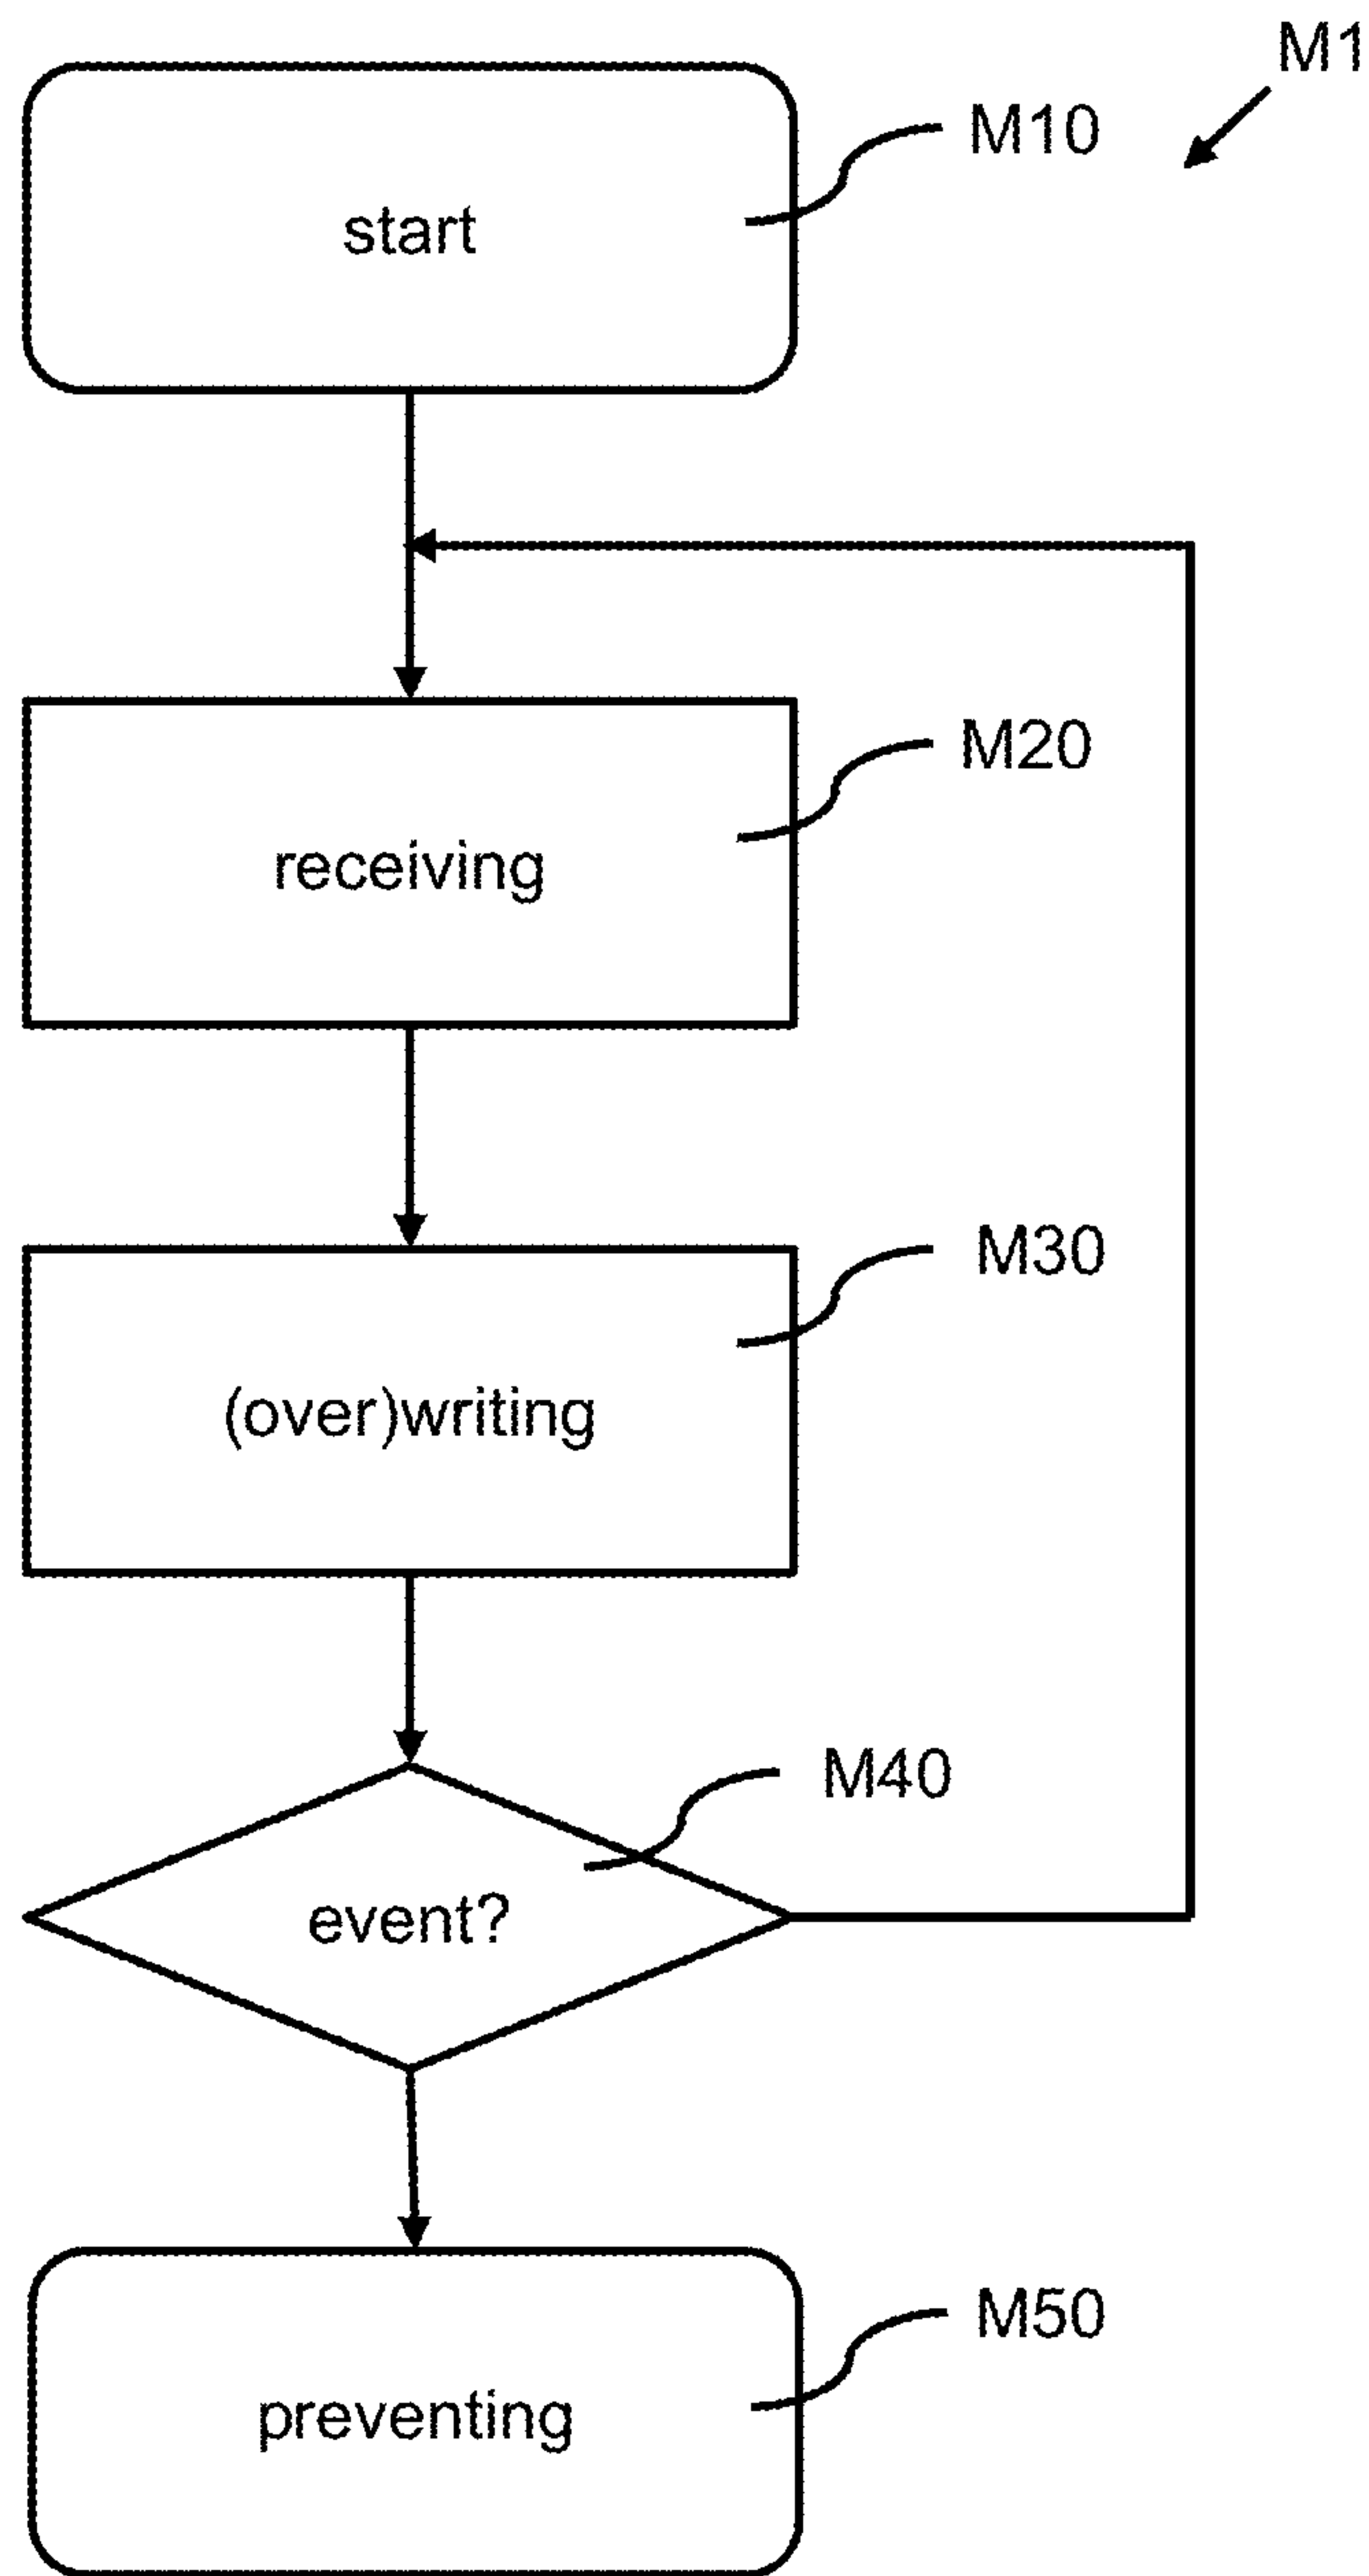 M1
M10
start
M20
receiving
M30
(over)writing
M40
event?
M50
preventing